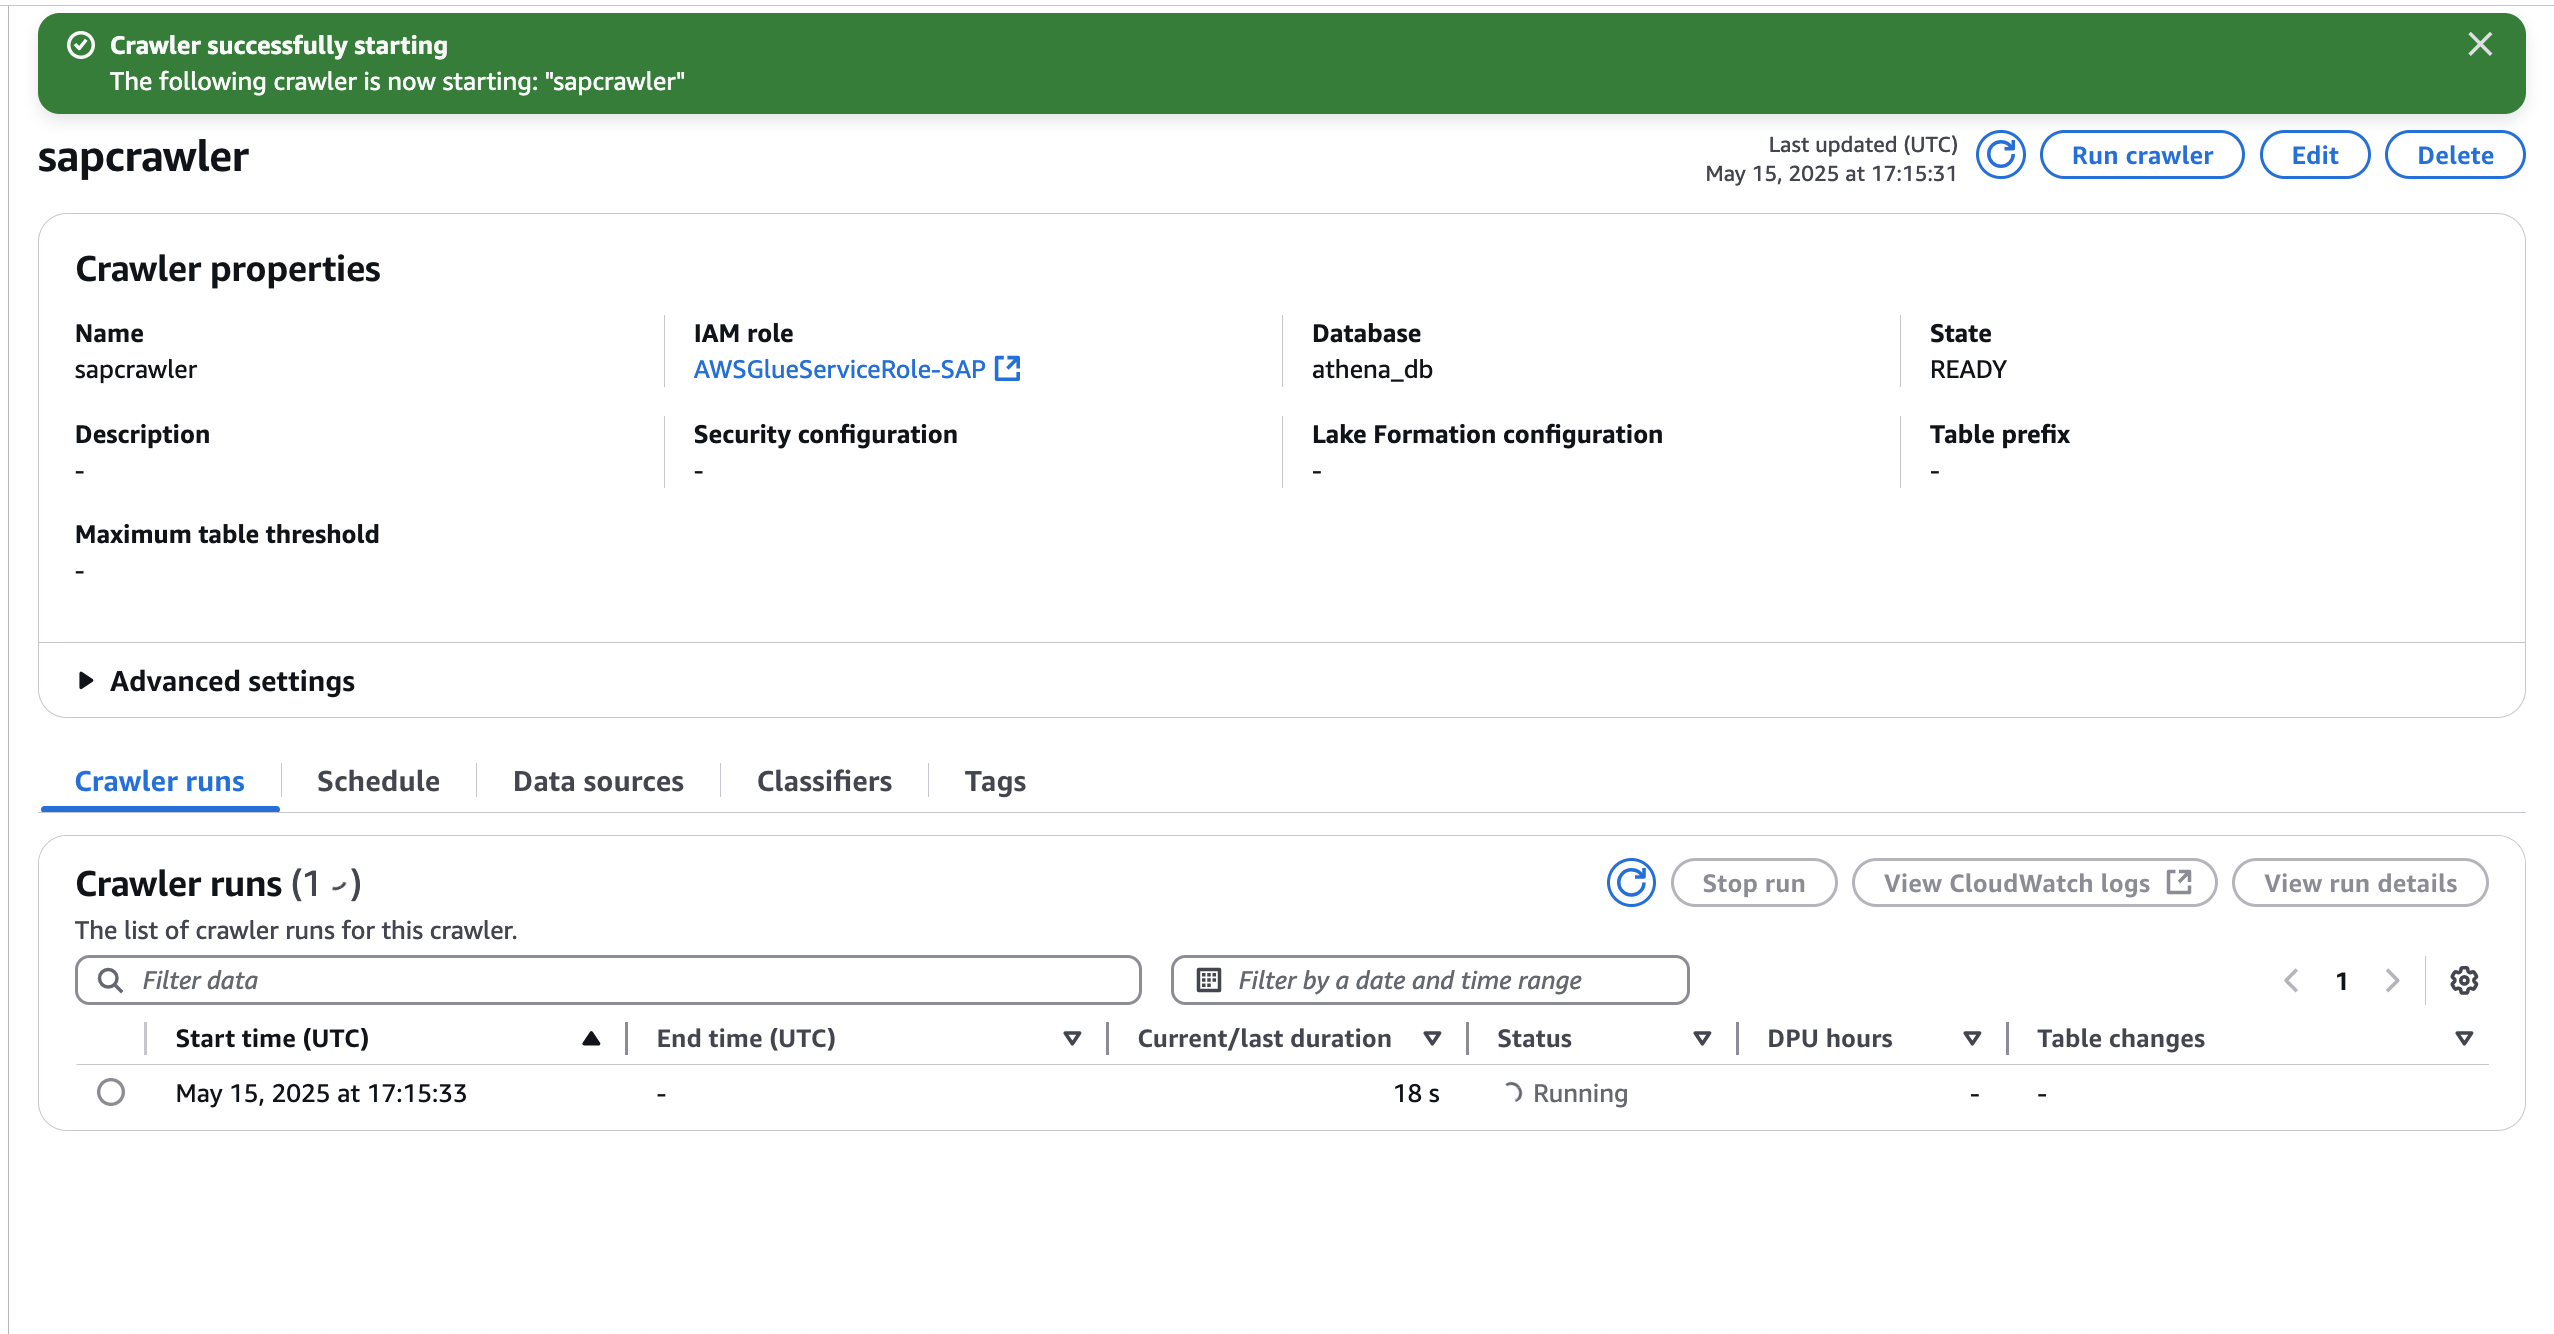 Crawler successfully starting
The following crawler is now starting: "sapcrawler"
sapcrawler
Last updated (UTC)
May 15, 2025 at 17:15:31
Run crawler
Edit
Delete
Crawler properties
Name
sapcrawler
IAM role
AWSGlueServiceRole-SAP
Database
athena_db
State
READY
Description
-
Security configuration
-
Lake Formation configuration
-
Table prefix
-
Maximum table threshold
-
Advanced settings
Crawler runs
Schedule
Data sources
Classifiers
Tags
Crawler runs (1 )
Stop run
View CloudWatch logs
View run details
The list of crawler runs for this crawler.
Filter data
Filter by a date and time range
1
Start time (UTC) End time (UTC) Current/last duration Status DPU hours Table changes
May 15, 2025 at 17:15:33 - 18 s Running - -